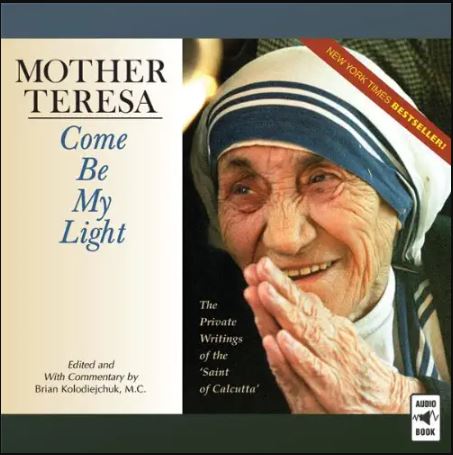 MOTHER
TERESA
Come
Be
My
Light
Edited and
With Commentary by
Brian Kolodiejchuk, M.C.
NEW YORK TIMES BESTSELLER!
The
Private
Writings
of the
‘Saint
of Calcutta’
AUDIO
BOOK